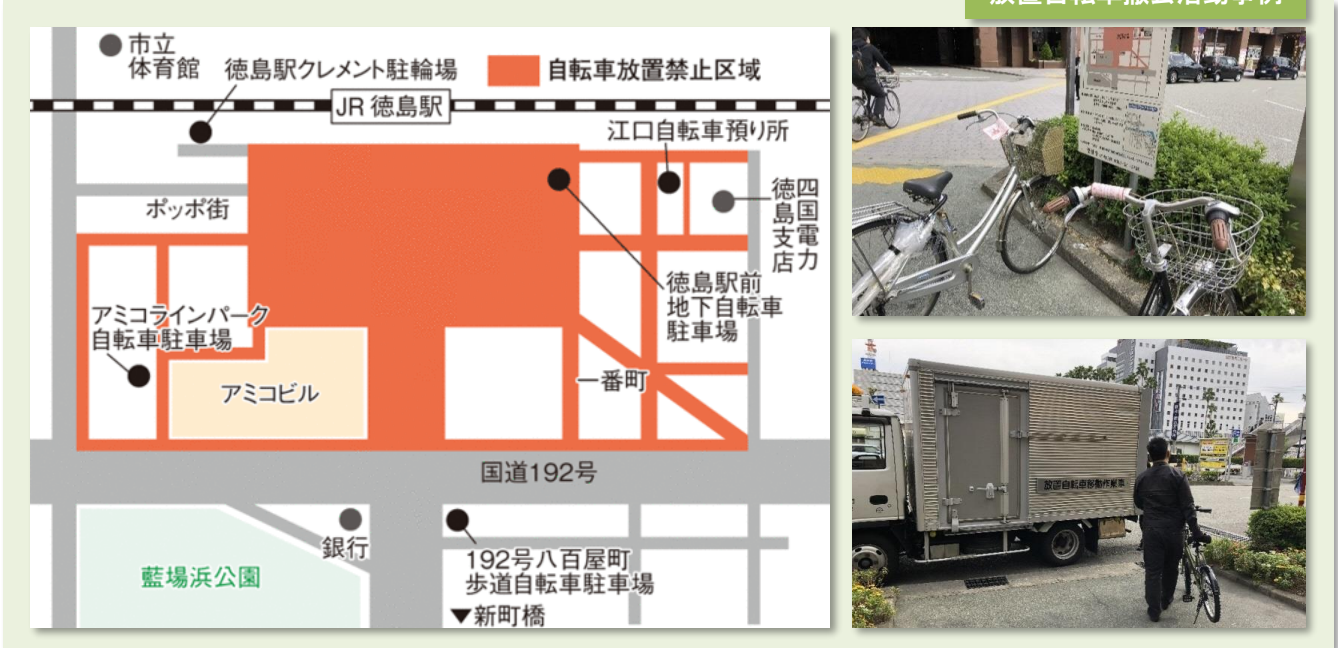 放置自転車撤去活動事例
市立
体育館
徳島駅クレメント駐輪場
自転車放置禁止区域
JR 徳島駅
江口自転車預り所
ポッポ街
四国電力
徳島支店
徳島駅前
地下自転車
駐車場
アミコラインパーク
自転車駐車場
アミコビル
一番町
国道192号
銀行
192号八百屋町
歩道自転車駐車場
藍場浜公園
▼新町橋
放置自転車移動作業車